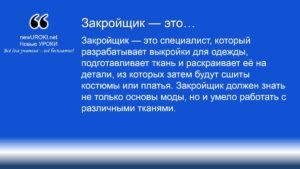 Закройщик — это…
newUROKI.net
Новые УРОКИ
Всё для учителя – всё бесплатно!
Закройщик — это специалист, который
разрабатывает выкройки для одежды,
подготавливает ткань и раскраивает её на
детали, из которых затем будут сшиты
костюмы или платья. Закройщик должен знать
не только основы моды, но и умело работать с
различными тканями.